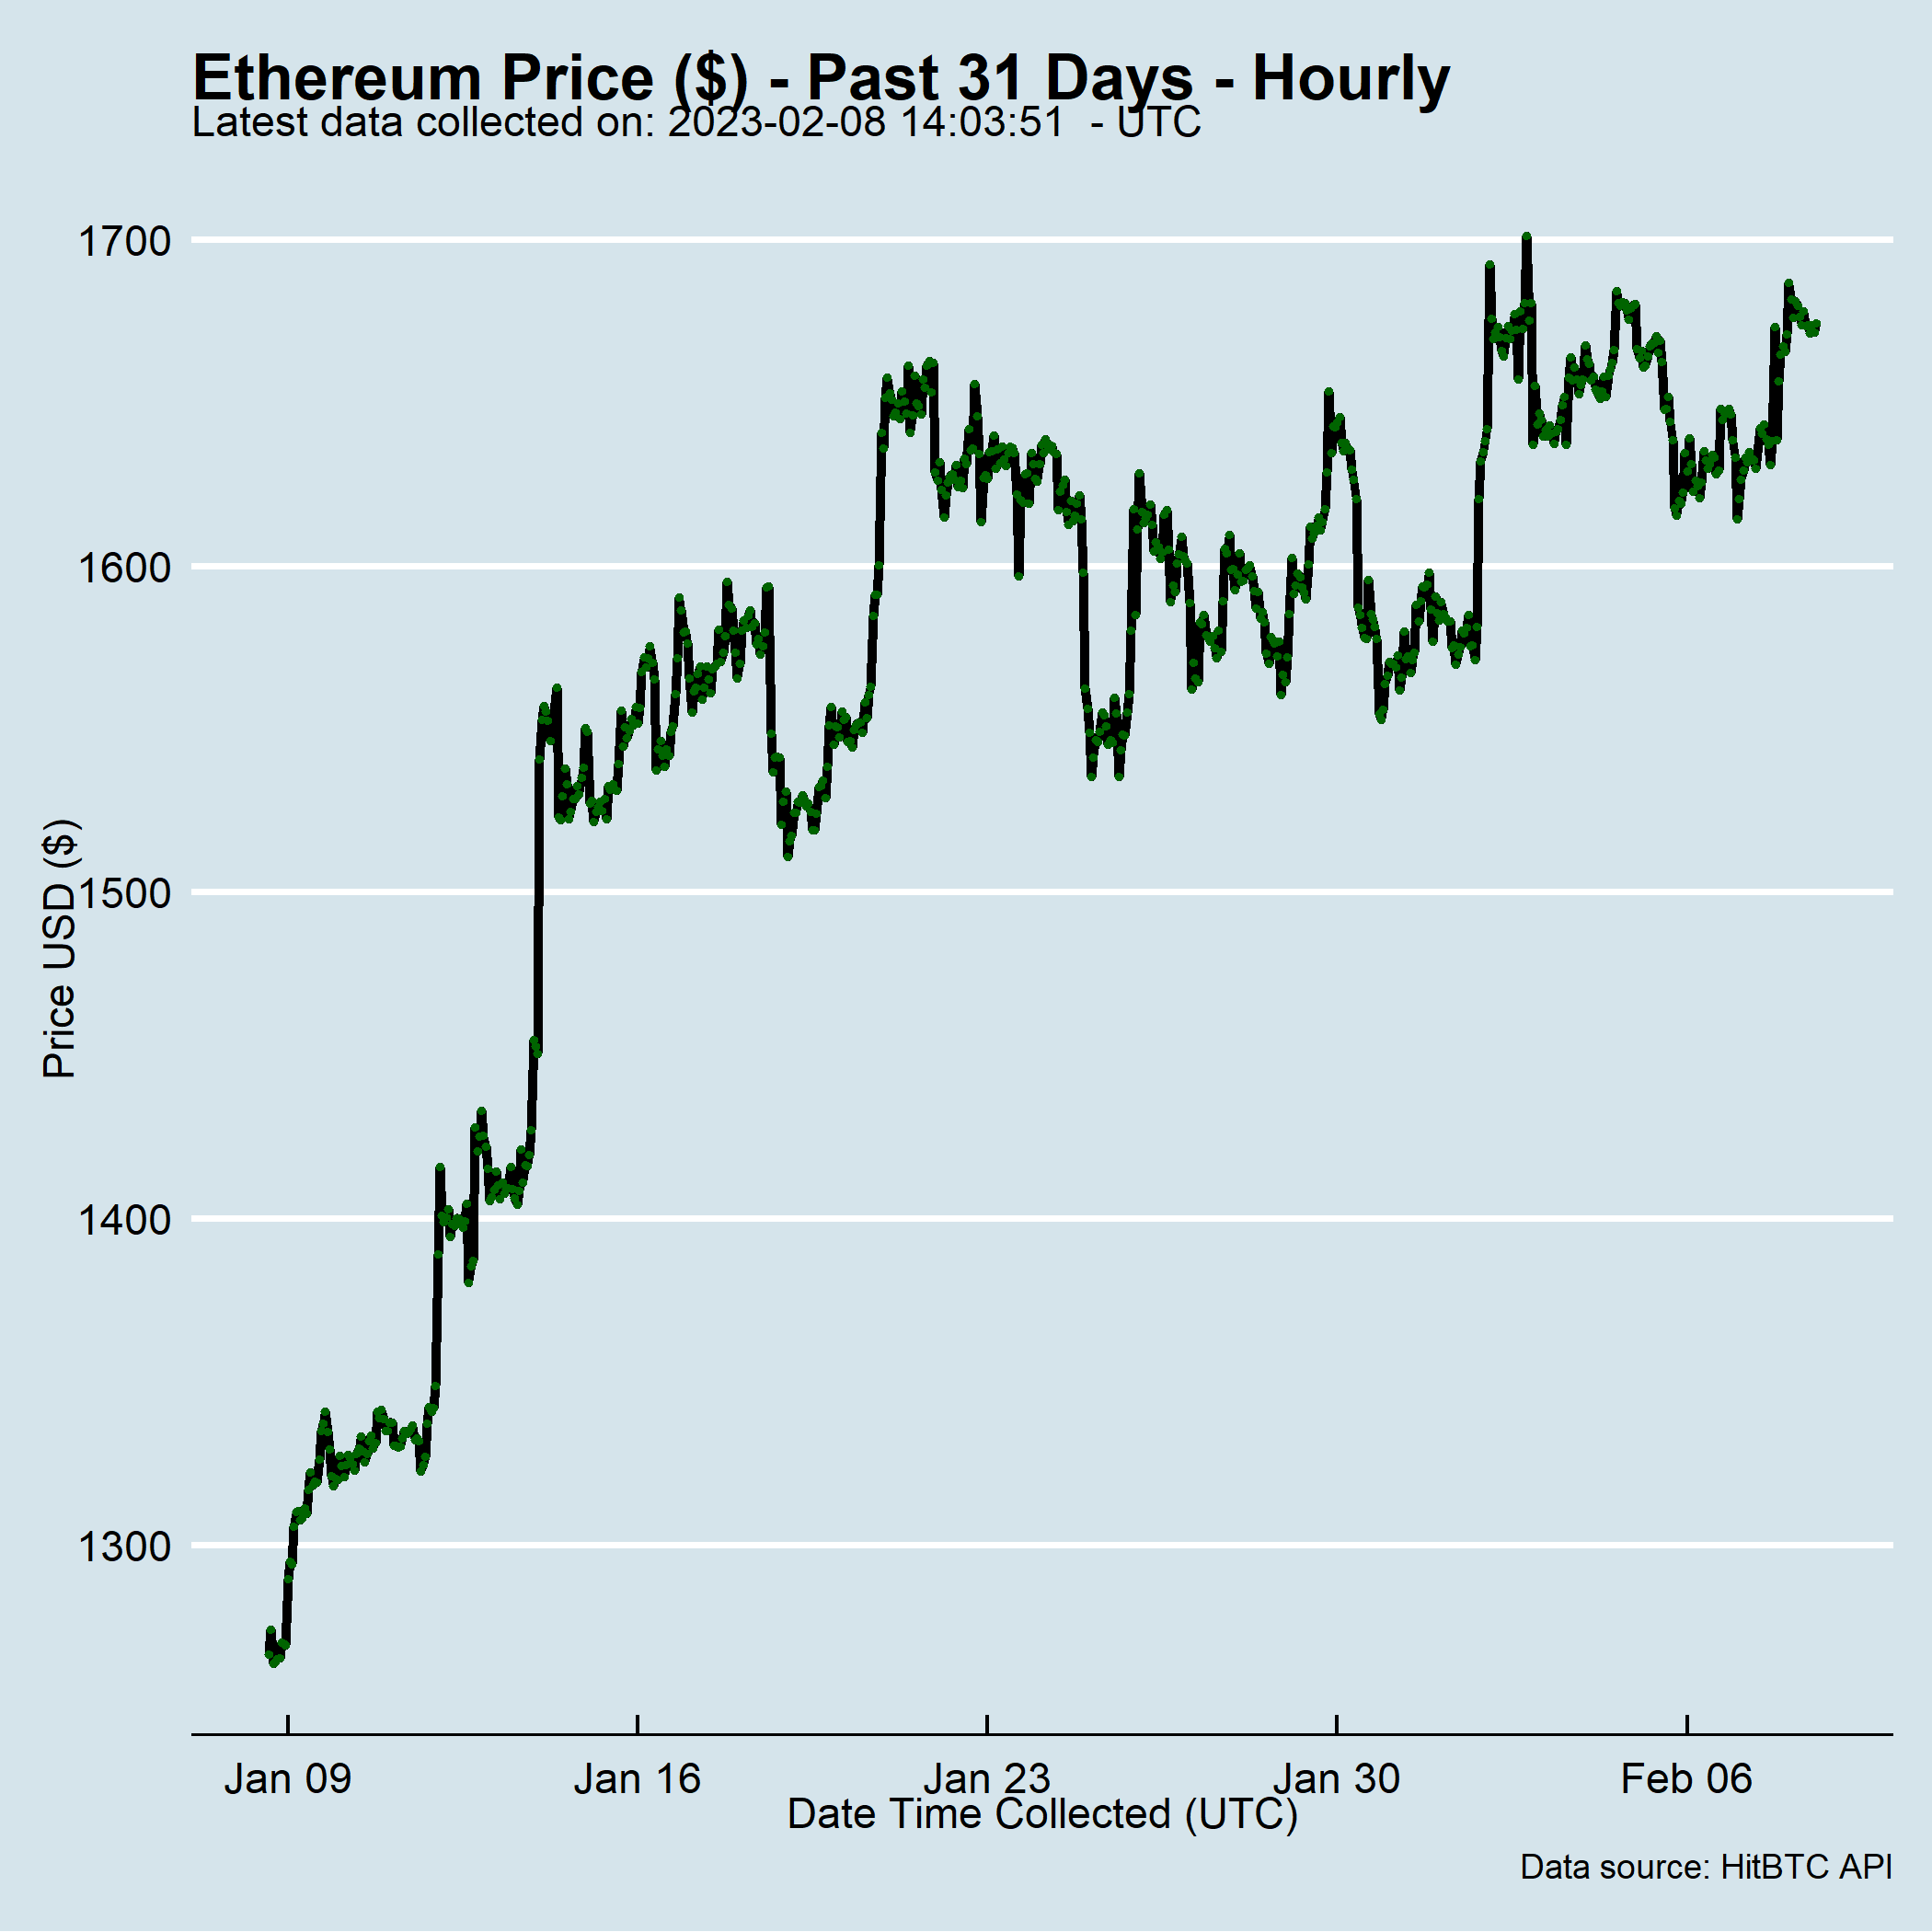 Ethereum Price ($) - Past 31 Days - Hourly
Latest data collected on: 2023-02-08 14:03:51  - UTC
1700
1600
1500
1400
1300
Price USD ($)
Jan 09
Jan 16
Jan 23
Jan 30
Feb 06
Date Time Collected (UTC)
Data source: HitBTC API